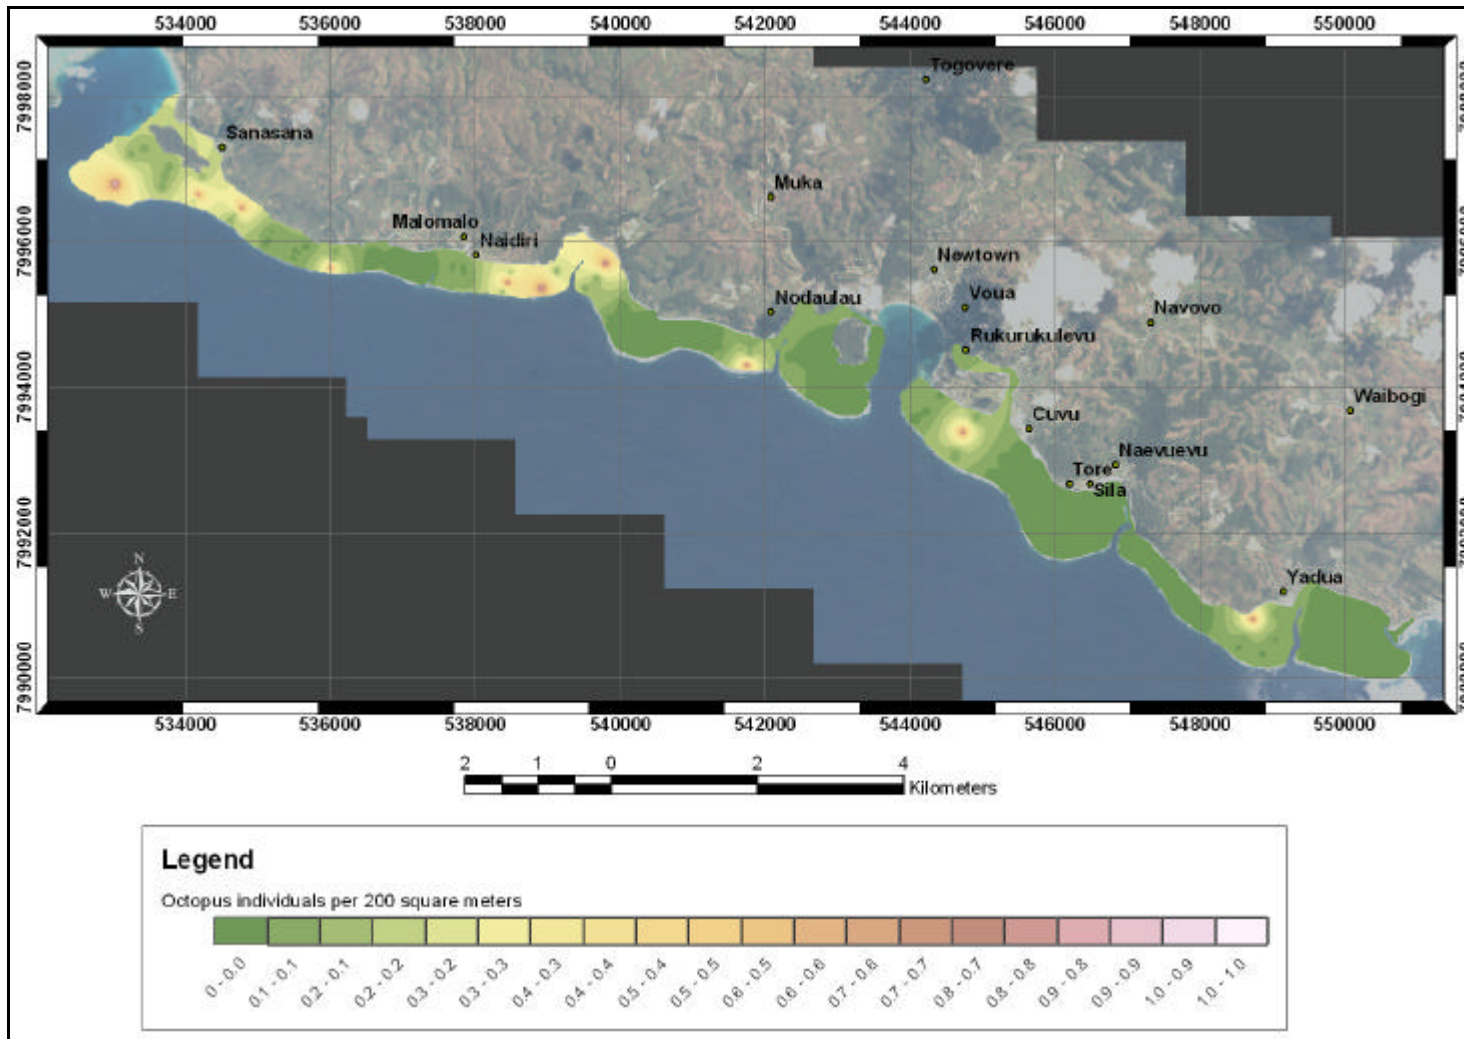 534000 536000 538000 540000 542000 544000 546000 548000 550000
7998000
7996000
7994000
7992000
7990000
Togovere
Sanasana
Muka
Malomalo
Naidiri
Newtown
Nodaulau
Voua
Navovo
Rukurukulevu
Waibogi
Cuvu
Naevuevu
Tore
Sila
Yadua
N
W E
S
7998000
7996000
7994000
7992000
7990000
534000 536000 538000 540000 542000 544000 546000 548000 550000
2 1 0 2 4
Kilometers
Legend
Octopus individuals per 200 square meters
0 - 0.0
0.1 - 0.1
0.2 - 0.1
0.2 - 0.2
0.3 - 0.2
0.3 - 0.3
0.4 - 0.3
0.4 - 0.4
0.5 - 0.4
0.5 - 0.5
0.6 - 0.5
0.6 - 0.6
0.7 - 0.6
0.7 - 0.7
0.8 - 0.7
0.8 - 0.8
0.9 - 0.8
0.9 - 0.9
1.0 - 0.9
1.0 - 1.0